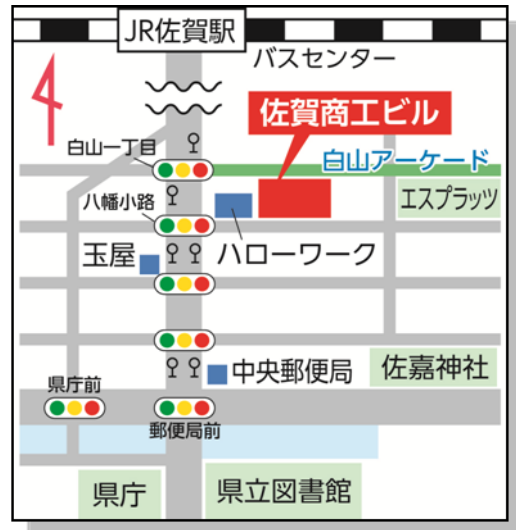 JR佐賀駅
バスセンター
佐賀商工ビル
白山一丁目
白山アーケード
八幡小路
エスプラッツ
玉屋
ハローワーク
中央郵便局
佐嘉神社
県庁前
郵便局前
県庁
県立図書館